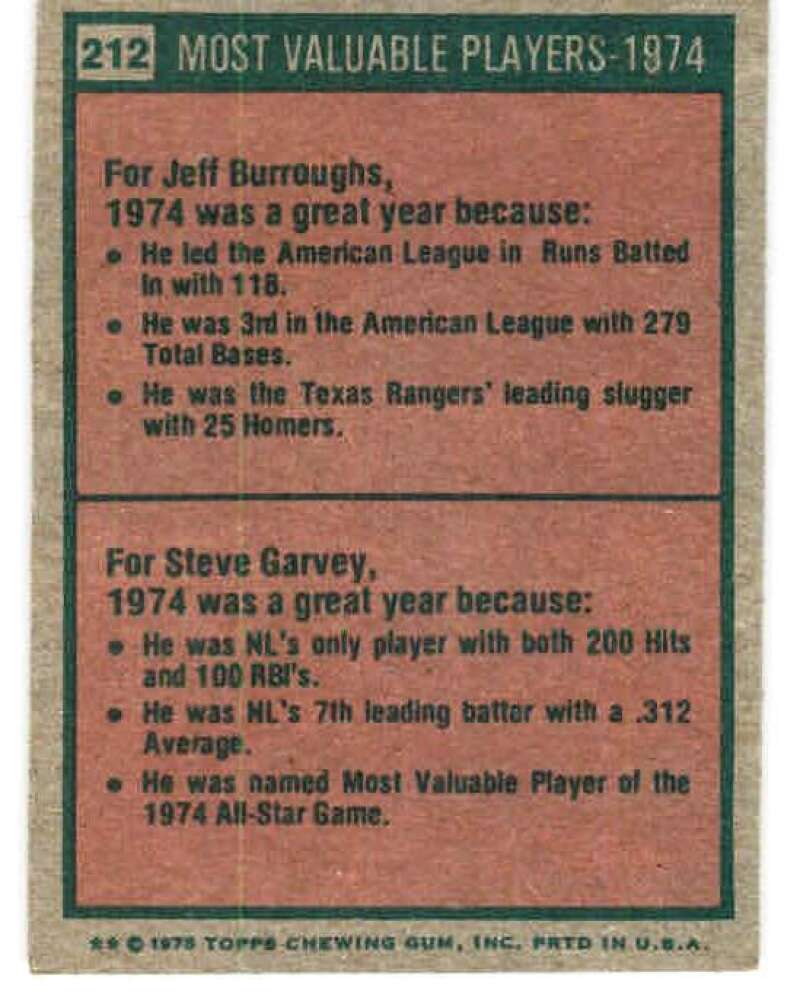 212 MOST VALUABLE PLAYERS-1974
For Jeff Burroughs,
1974 was a great year because:
• He led the American League in Runs Batted
In with 118.
• He was 3rd in the American League with 279
Total Bases.
• He was the Texas Rangers' leading slugger
with 25 Homers.
For Steve Garvey,
1974 was a great year because:
• He was NL's only player with both 200 Hits
and 100 RBI's.
• He was NL's 7th leading batter with a .312
Average.
• He was named Most Valuable Player of the
1974 All-Star Game.
** © 1975 TOPPS CHEWING GUM, INC. PRTD IN U.S.A.